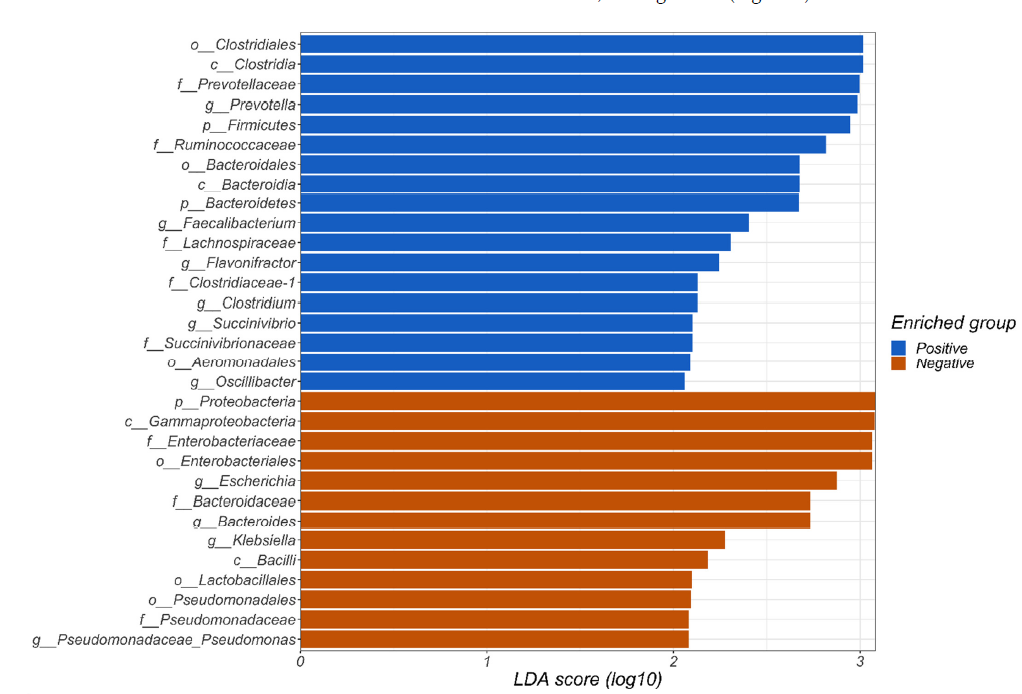 o__Clostridiales
c__Clostridia
f__Prevotellaceae
g__Prevotella
p__Firmicutes
f__Ruminococcaceae
o__Bacteroidales
c__Bacteroidia
p__Bacteroidetes
g__Faecalibacterium
f__Lachnospiraceae
g__Flavonifractor
f__Clostridiaceae-1
g__Clostridium
g__Succinivibrio
f__Succinivibrionaceae
o__Aeromonadales
g__Oscillibacter
p__Proteobacteria
c__Gammaproteobacteria
f__Enterobacteriaceae
o__Enterobacteriales
g__Escherichia
f__Bacteroidaceae
g__Bacteroides
g__Klebsiella
c__Bacilli
o__Lactobacillales
o__Pseudomonadales
f__Pseudomonadaceae
g__Pseudomonadaceae_Pseudomonas
0 1 2 3
LDA score (log10)
Enriched group
Positive
Negative